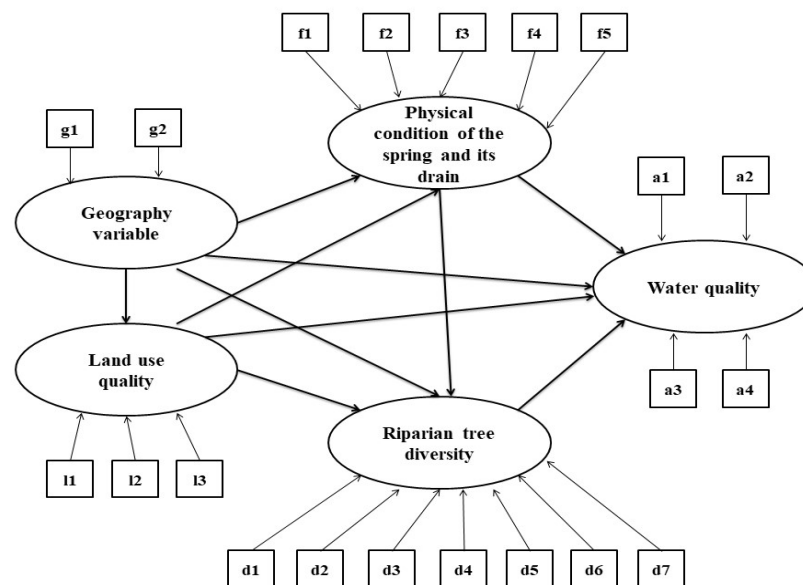 f1
f2
f3
f4
f5
Physical
condition of the
spring and its
drain
g1
g2
Geography
variable
a1
a2
Water quality
a3
a4
Land use
quality
l1
l2
l3
Riparian tree
diversity
d1
d2
d3
d4
d5
d6
d7